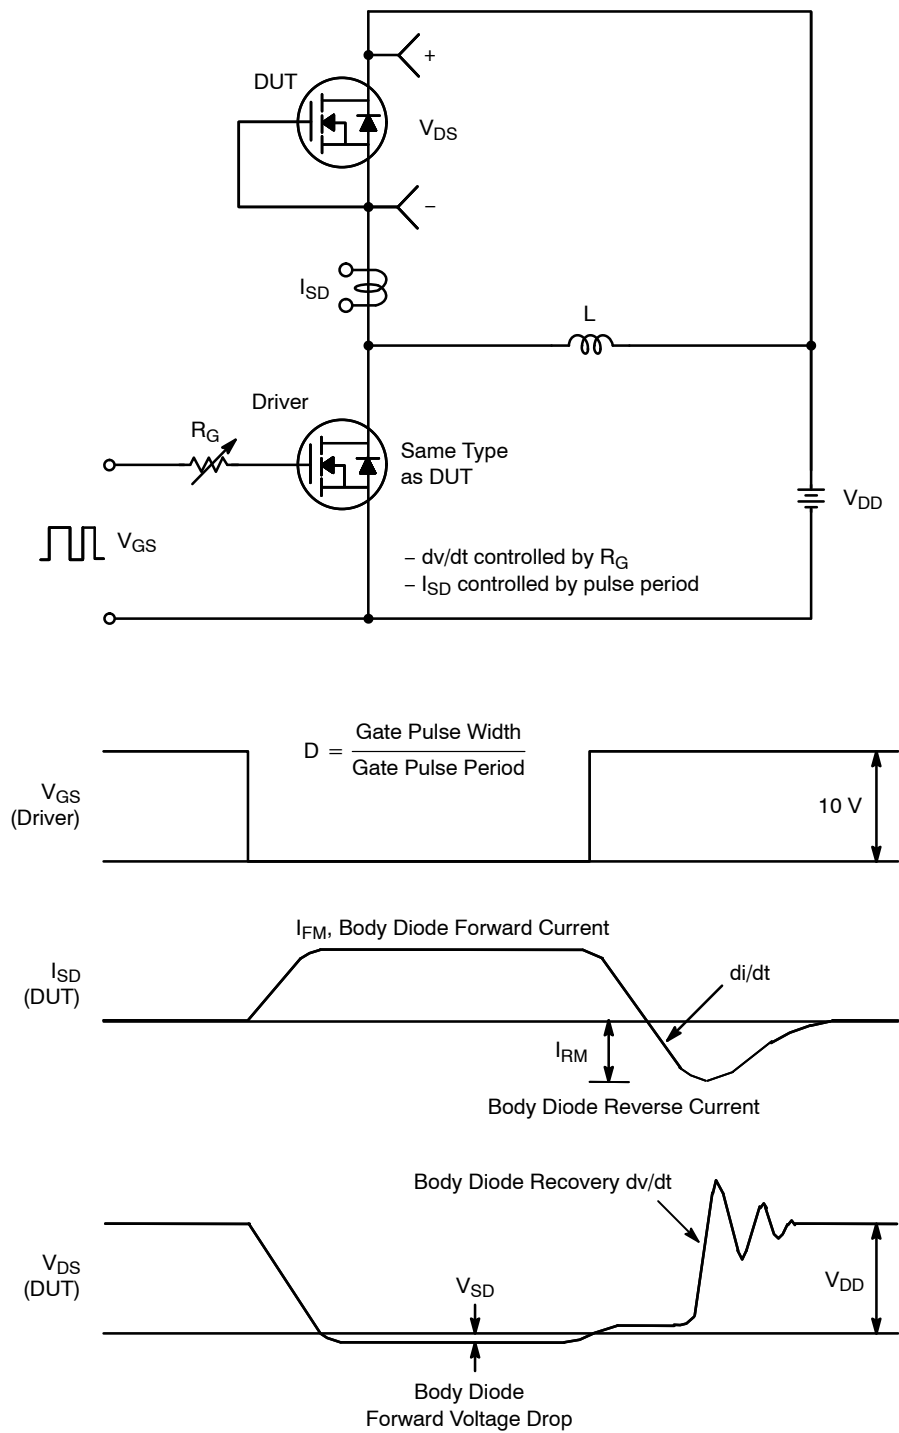 DUT
+
V_DS
−
I_SD
L
Driver
R_G
Same Type
as DUT
V_DD
V_GS
− dv/dt controlled by R_G
− I_SD controlled by pulse period
D = Gate Pulse Width
Gate Pulse Period
V_GS
(Driver)
10 V
I_FM, Body Diode Forward Current
I_SD
(DUT)
di/dt
I_RM
Body Diode Reverse Current
Body Diode Recovery dv/dt
V_DS
(DUT)
V_SD
V_DD
Body Diode
Forward Voltage Drop